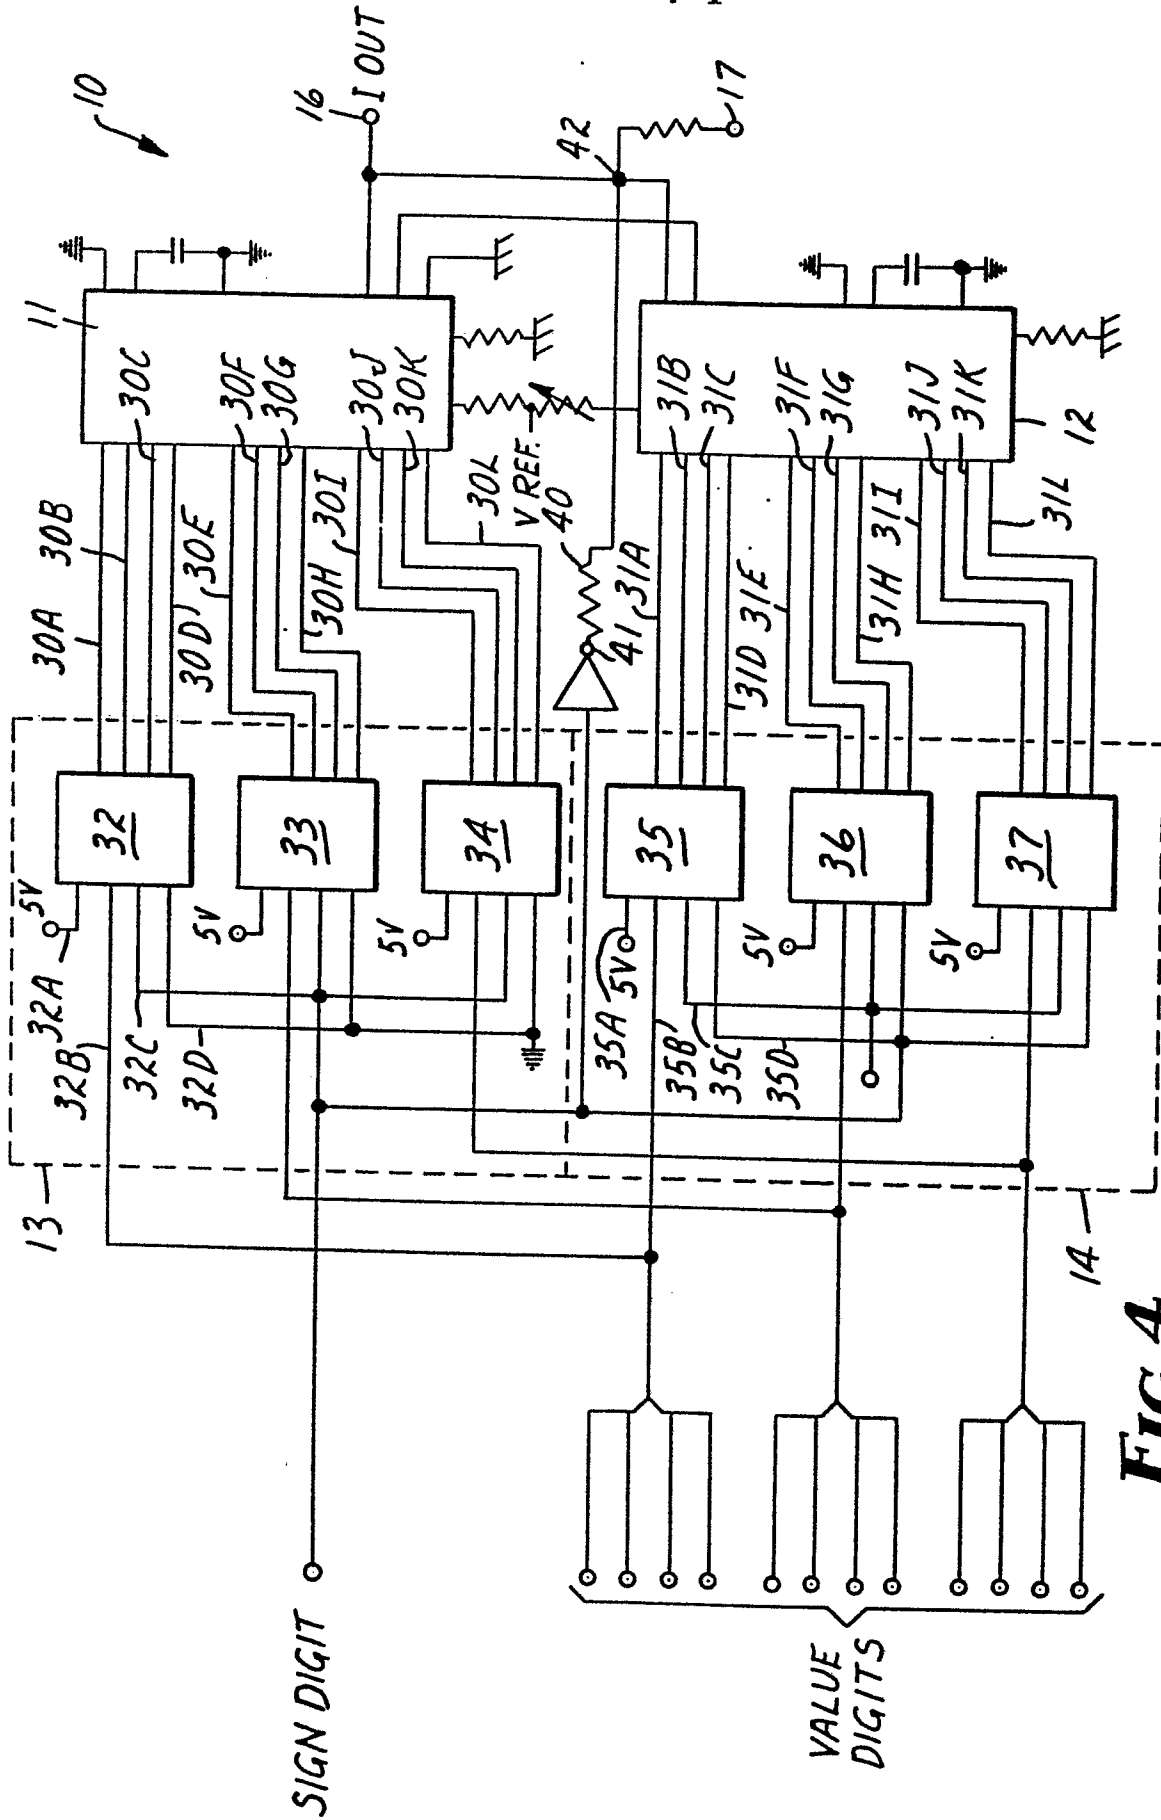 10
11
16
I OUT
17
42
30C
30F
30G
30J
30K
31B
31C
31F
31G
31J
31K
12
30A
30B
30D
30E
30H
30I
30L
V REF.
40
41
31A
31D
31E
31H
31I
31L
32
33
34
35
36
37
5V
5V
5V
5V
5V
5V
32A
32B
32C
32D
35A
35B
35C
35D
13
14
SIGN DIGIT
VALUE
DIGITS
FIG 4